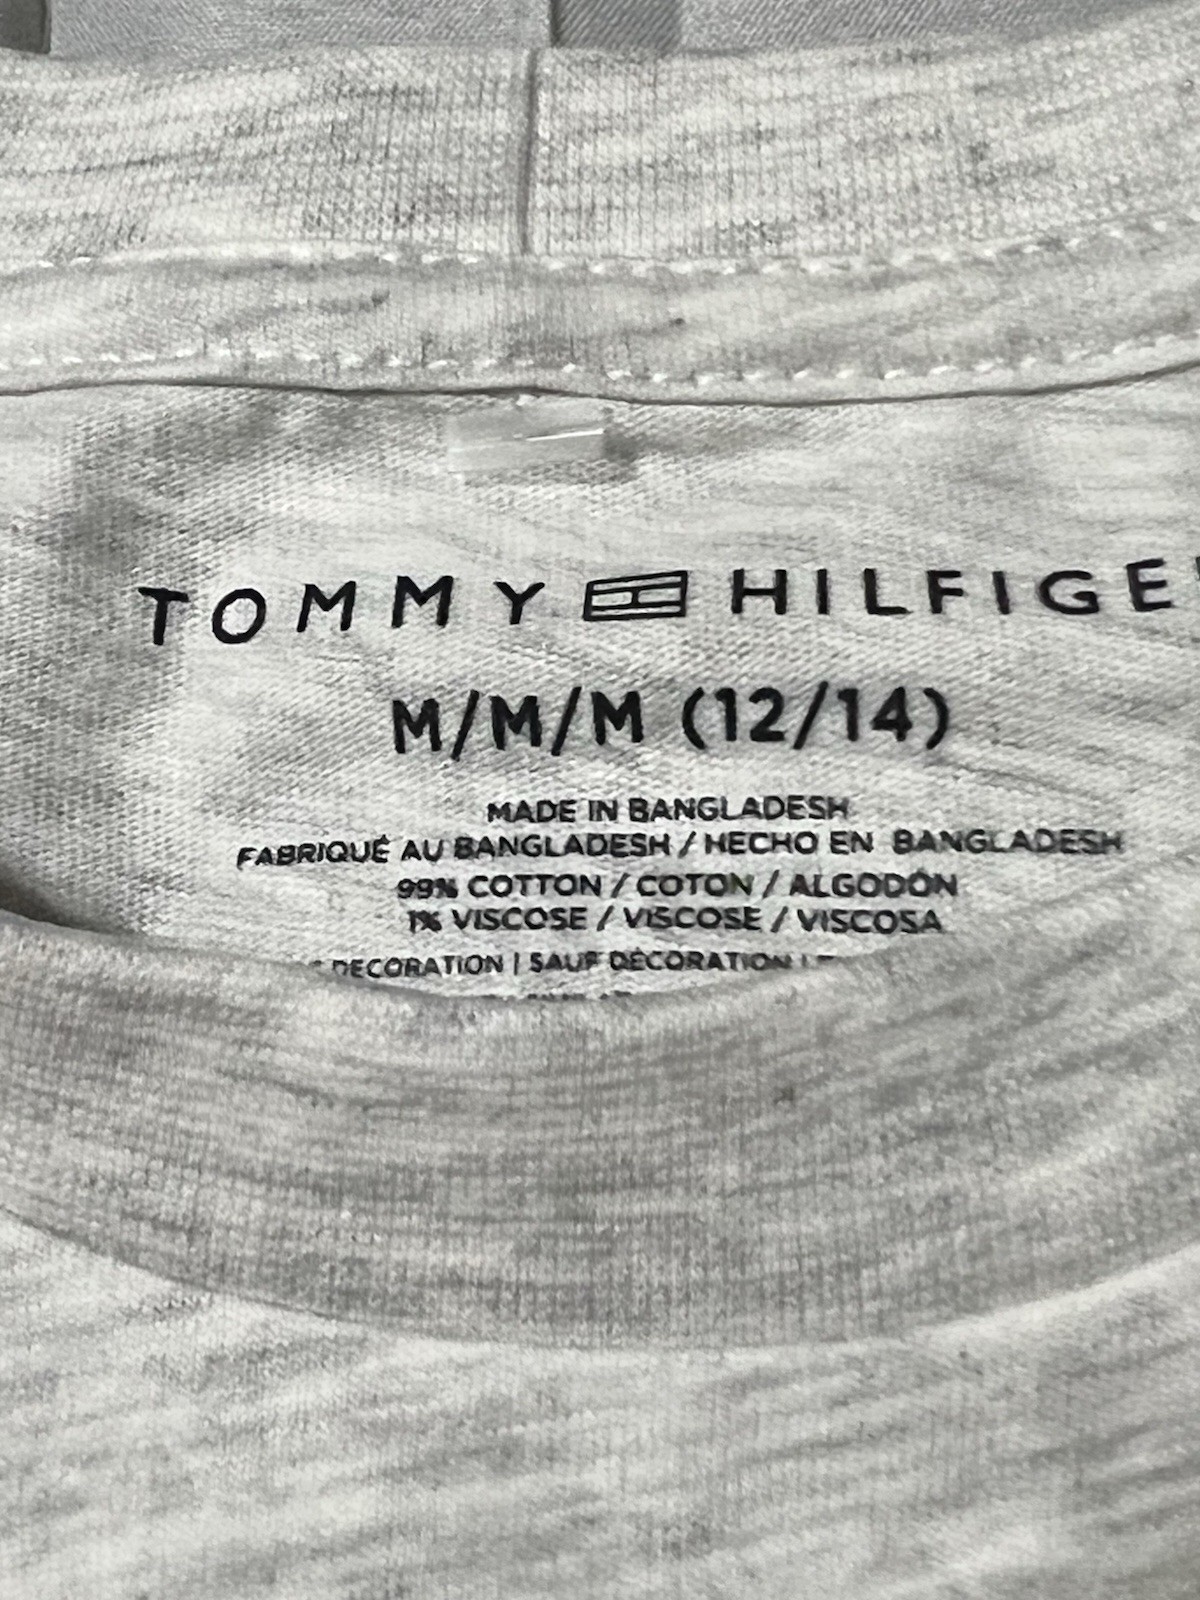 TOMMY HILFIGE
M/M/M (12/14)
MADE IN BANGLADESH
FABRIQUÉ AU BANGLADESH / HECHO EN BANGLADESH
99% COTTON / COTON / ALGODÓN
1% VISCOSE / VISCOSE / VISCOSA
DECORATION | SAUF DÉCORATION |